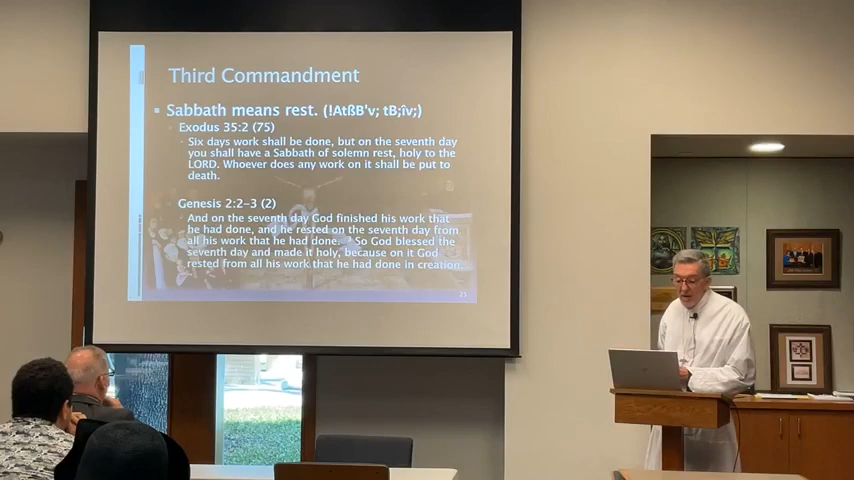 Third Commandment
▪ Sabbath means rest. (!AtßB'v; tB;îv;)
Exodus 35:2 (75)
Six days work shall be done, but on the seventh day
you shall have a Sabbath of solemn rest, holy to the
LORD. Whoever does any work on it shall be put to
death.
Genesis 2:2–3 (2)
And on the seventh day God finished his work that
he had done, and he rested on the seventh day from
all his work that he had done. ³ So God blessed the
seventh day and made it holy, because on it God
rested from all his work that he had done in creation.
25